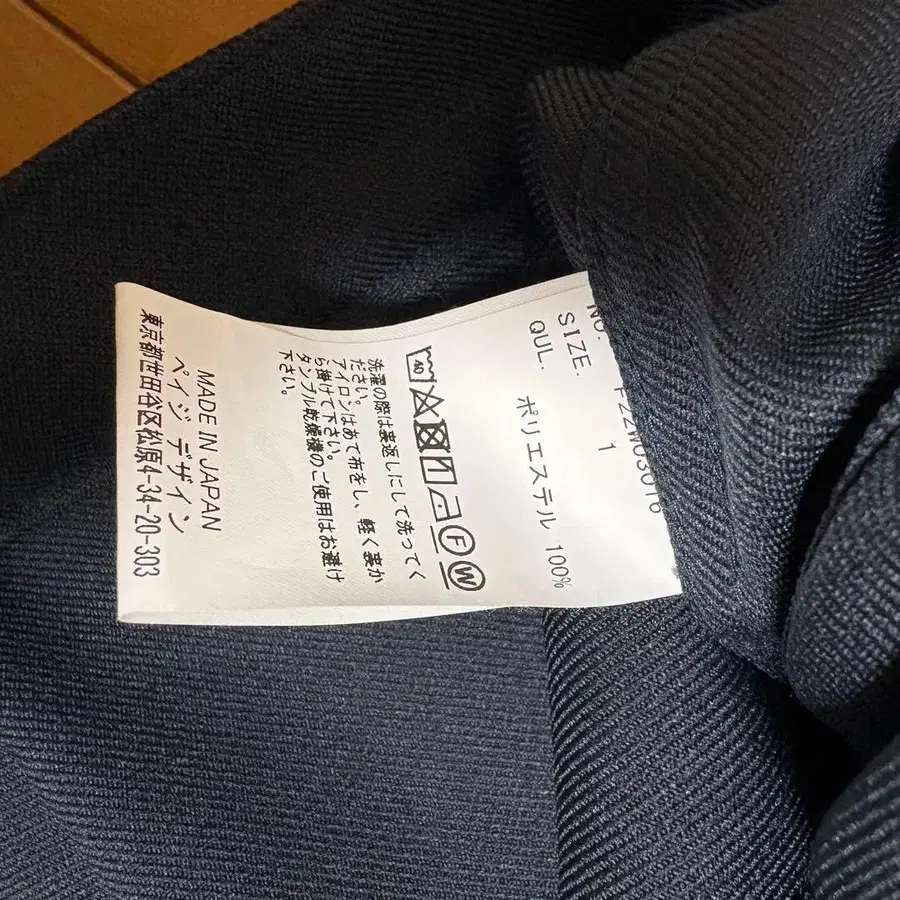 NO.
SIZE. 1
QUL. ポリエステル 100%
40
F W
洗濯の際は裏返しにして洗ってく
ださい。
アイロンはあて布をし、軽く裏か
ら掛けて下さい。
タンブル乾燥機のご使用はお避け
下さい。
MADE IN JAPAN
ペイジ デザイン
東京都世田谷区松原4-34-20-303